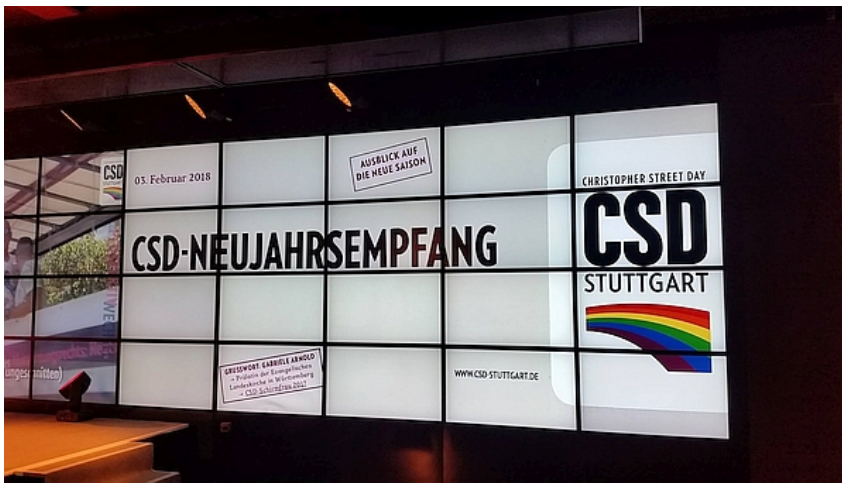 CSD
STUTTGART
03. Februar 2018
AUSBLICK AUF
DIE NEUE SAISON
CHRISTOPHER STREET DAY
CSD
STUTTGART
CSD-NEUJAHRSEMPFANG
GRUSSWORT: GABRIELE ARNOLD
→ Prälatin der Evangelischen
Landeskirche in Württemberg
→ CSD-Schirmfrau 2017
WWW.CSD-STUTTGART.DE